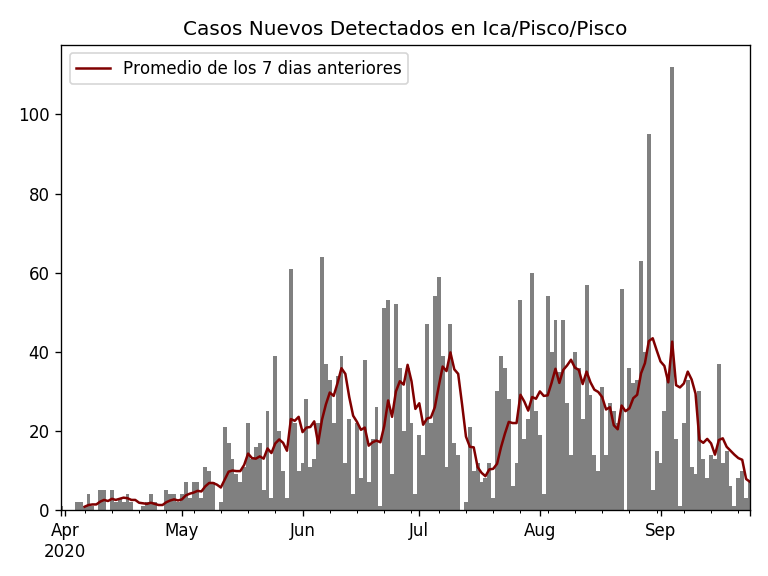 Casos Nuevos Detectados en Ica/Pisco/Pisco
Promedio de los 7 dias anteriores
100
80
60
40
20
0
Apr May Jun Jul Aug Sep
2020